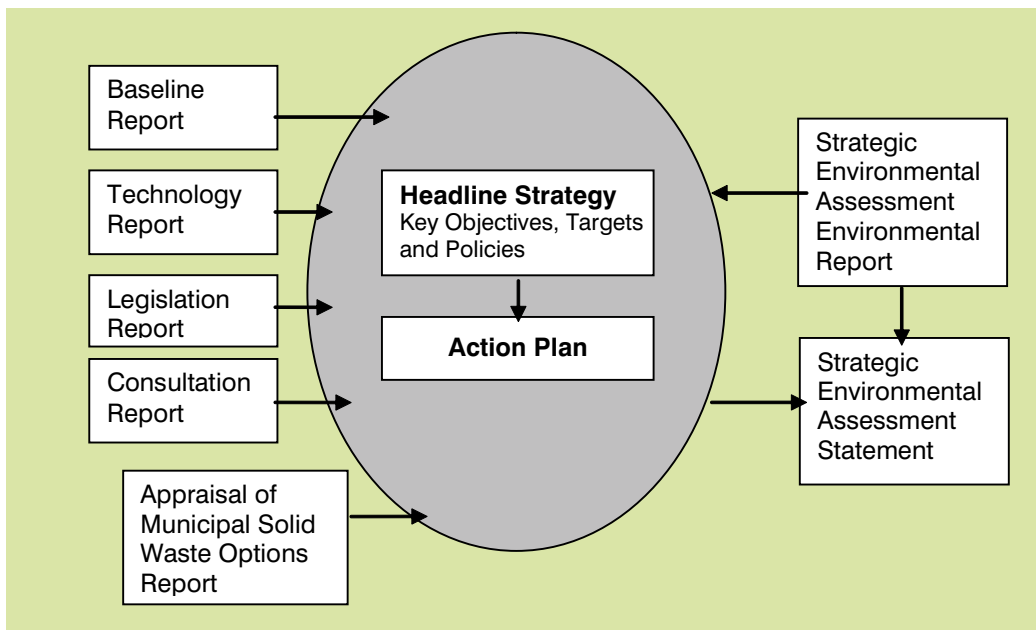 Baseline
Report
Technology
Report
Legislation
Report
Consultation
Report
Appraisal of
Municipal Solid
Waste Options
Report
Headline Strategy
Key Objectives, Targets
and Policies
Action Plan
Strategic
Environmental
Assessment
Environmental
Report
Strategic
Environmental
Assessment
Statement